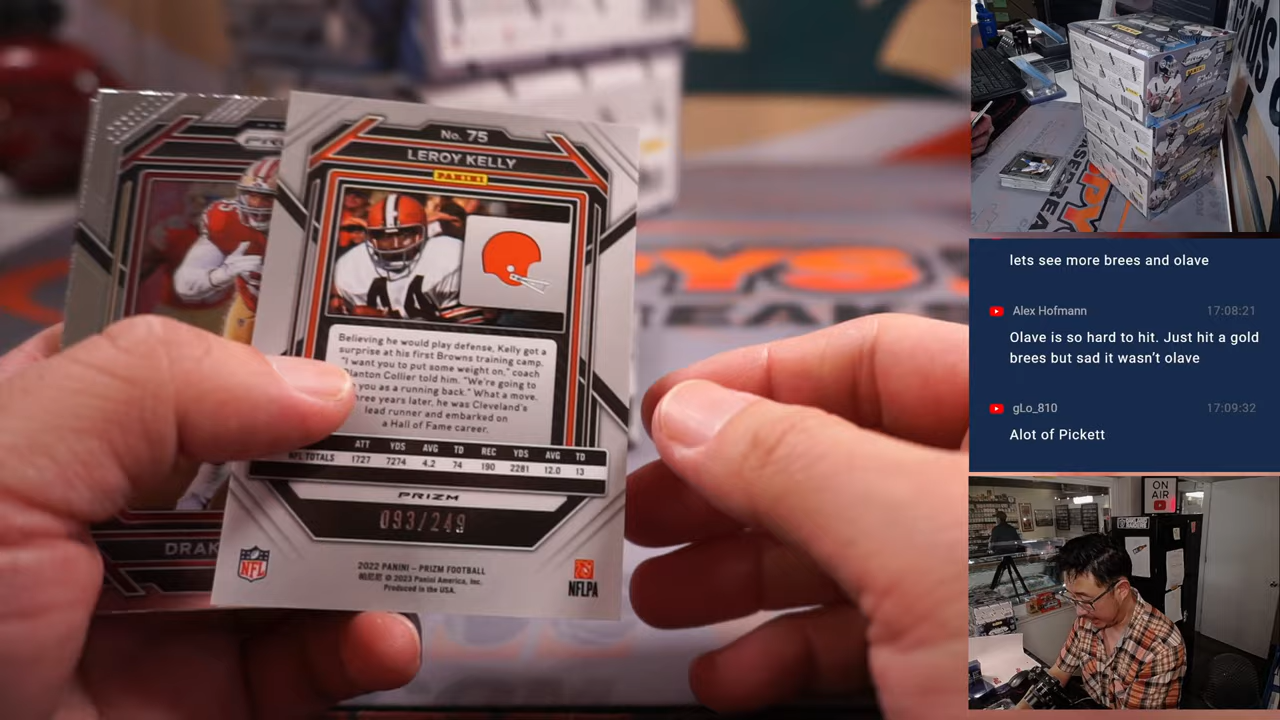 No. 75
LEROY KELLY
PANINI
Believing he would play defense, Kelly got a
surprise at his first Browns training camp.
"I want you to put some weight on," coach
Blanton Collier told him. "We're going to
you as a running back." What a move.
Three years later, he was Cleveland's
lead runner and embarked on
a Hall of Fame career.
ATT YDS AVG TD REC YDS AVG TD
NFL TOTALS 1727 7274 4.2 74 190 2281 12.0 13
PRIZM
093/249
2022 PANINI – PRIZM FOOTBALL
帕尼尼 © 2023 Panini America, Inc.
Produced in the USA.
NFL
NFLPA
DRAK
lets see more brees and olave
Alex Hofmann 17:08:21
Olave is so hard to hit. Just hit a gold
brees but sad it wasn't olave
gLo_810 17:09:32
Alot of Pickett
ON
AIR